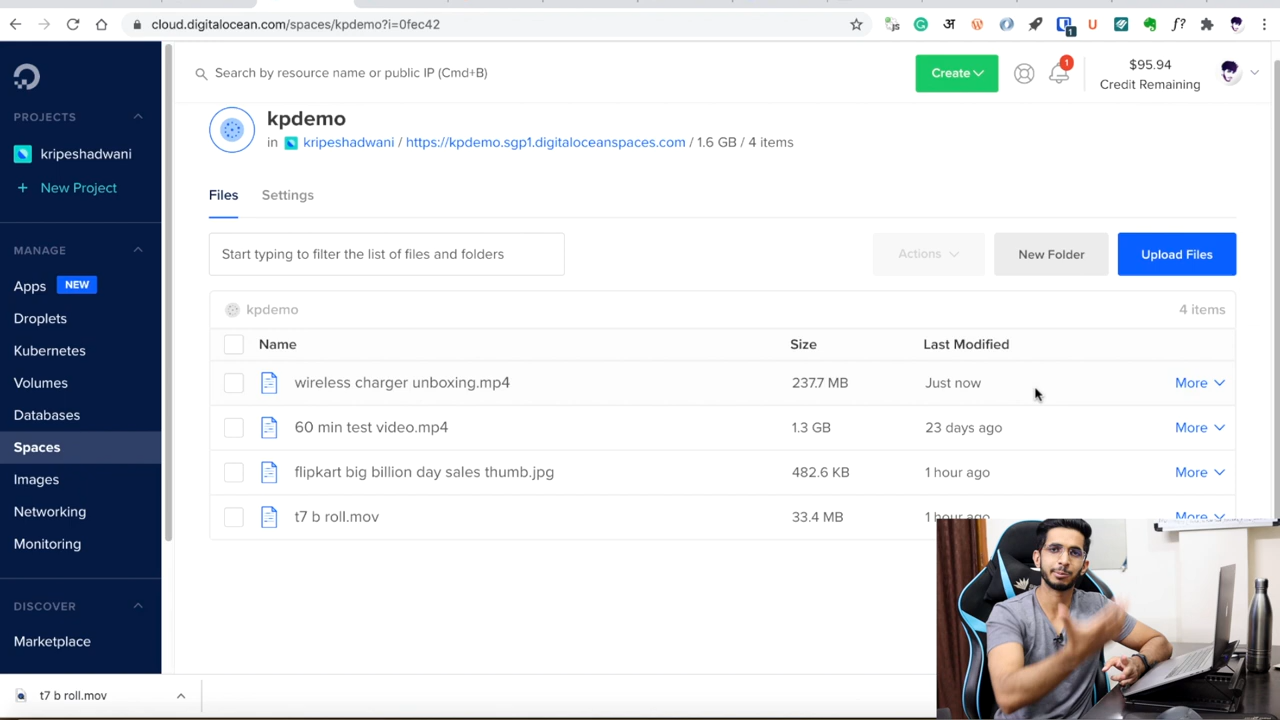 cloud.digitalocean.com/spaces/kpdemo?i=0fec42
अ
f?
1
Search by resource name or public IP (Cmd+B)
Create
1
$95.94
Credit Remaining
PROJECTS
kripeshadwani
+ New Project
MANAGE
Apps NEW
Droplets
Kubernetes
Volumes
Databases
Spaces
Images
Networking
Monitoring
DISCOVER
Marketplace
kpdemo
in kripeshadwani / https://kpdemo.sgp1.digitaloceanspaces.com / 1.6 GB / 4 items
Files Settings
Start typing to filter the list of files and folders
Actions
New Folder
Upload Files
kpdemo 4 items
Name Size Last Modified
wireless charger unboxing.mp4 237.7 MB Just now More
60 min test video.mp4 1.3 GB 23 days ago More
flipkart big billion day sales thumb.jpg 482.6 KB 1 hour ago More
t7 b roll.mov 33.4 MB 1 hour ago More
t7 b roll.mov